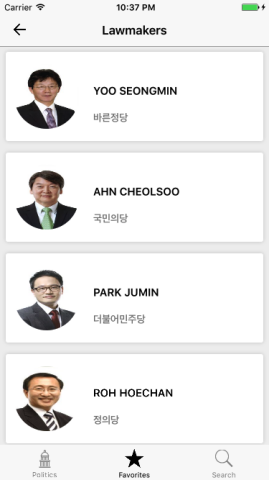 Carrier 10:37 PM
Lawmakers
YOO SEONGMIN
바른정당
AHN CHEOLSOO
국민의당
PARK JUMIN
더불어민주당
ROH HOECHAN
정의당
Politics Favorites Search